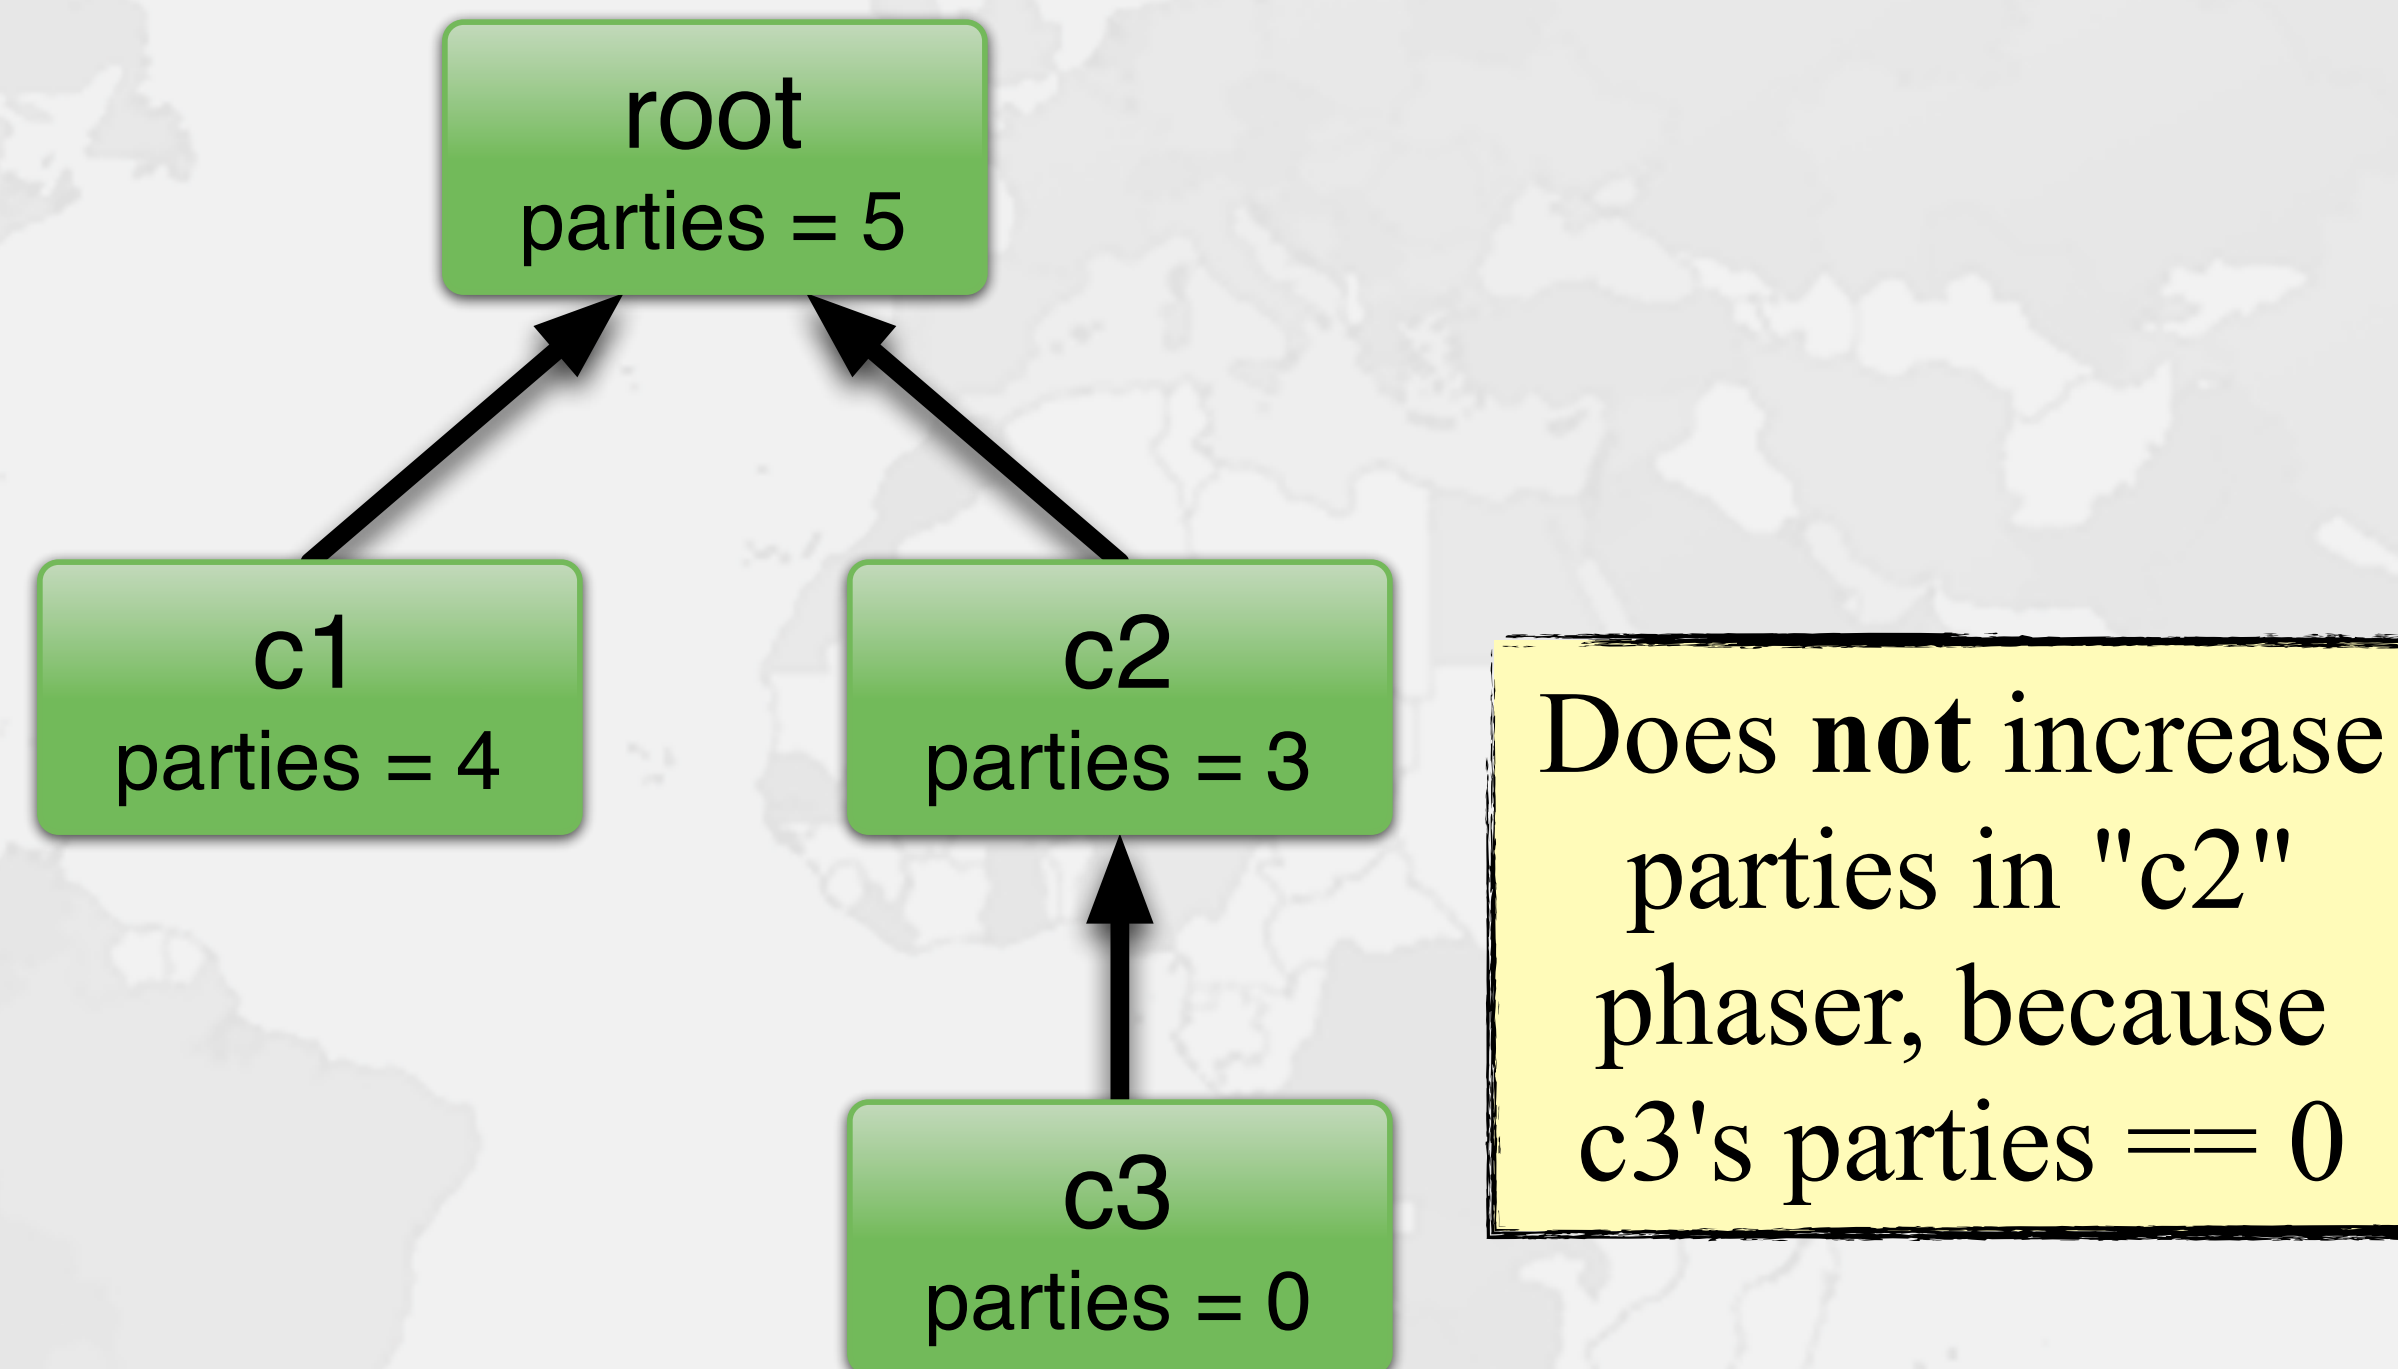 root
parties = 5
c1
parties = 4
c2
parties = 3
Does not increase
parties in "c2"
phaser, because
c3's parties == 0
c3
parties = 0